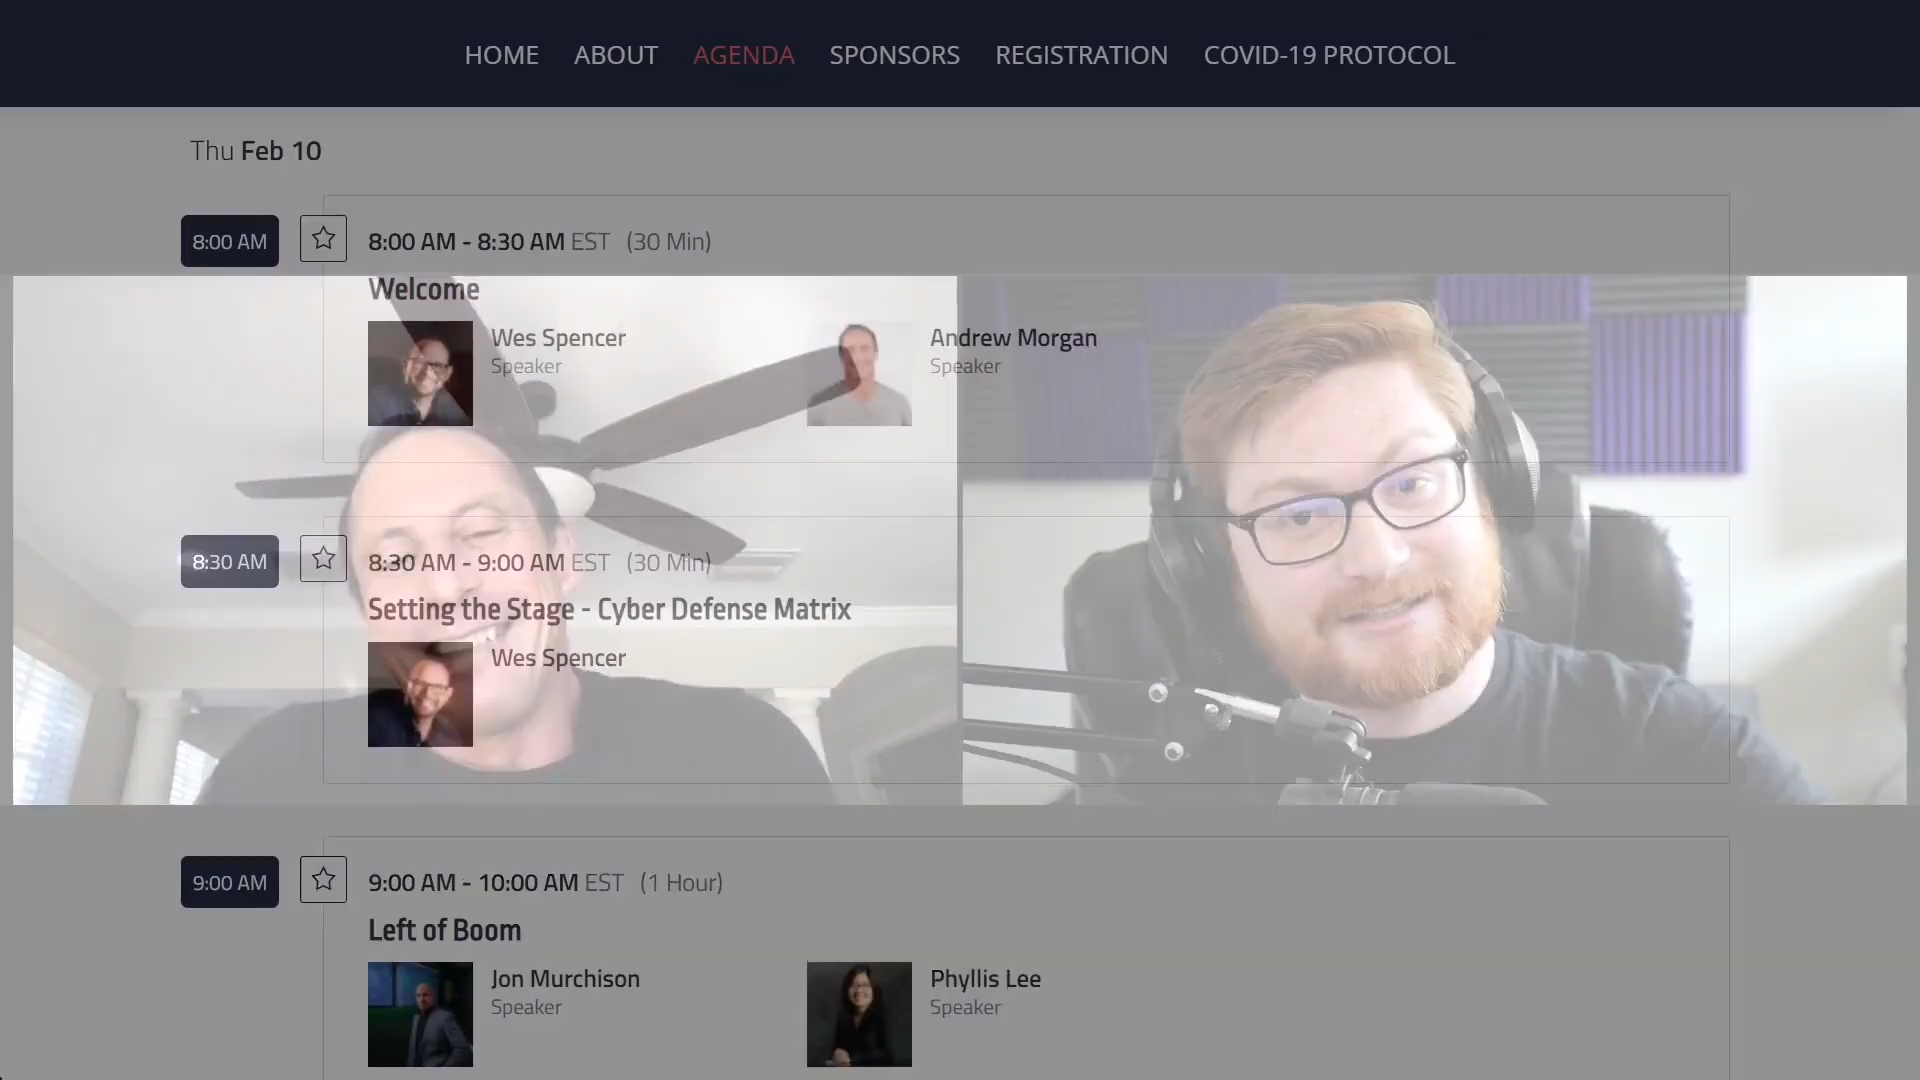 HOME ABOUT AGENDA SPONSORS REGISTRATION COVID-19 PROTOCOL
Thu Feb 10
8:00 AM 8:00 AM - 8:30 AM EST (30 Min)
Welcome
Wes Spencer Andrew Morgan
Speaker Speaker
8:30 AM 8:30 AM - 9:00 AM EST (30 Min)
Setting the Stage - Cyber Defense Matrix
Wes Spencer
9:00 AM 9:00 AM - 10:00 AM EST (1 Hour)
Left of Boom
Jon Murchison Phyllis Lee
Speaker Speaker